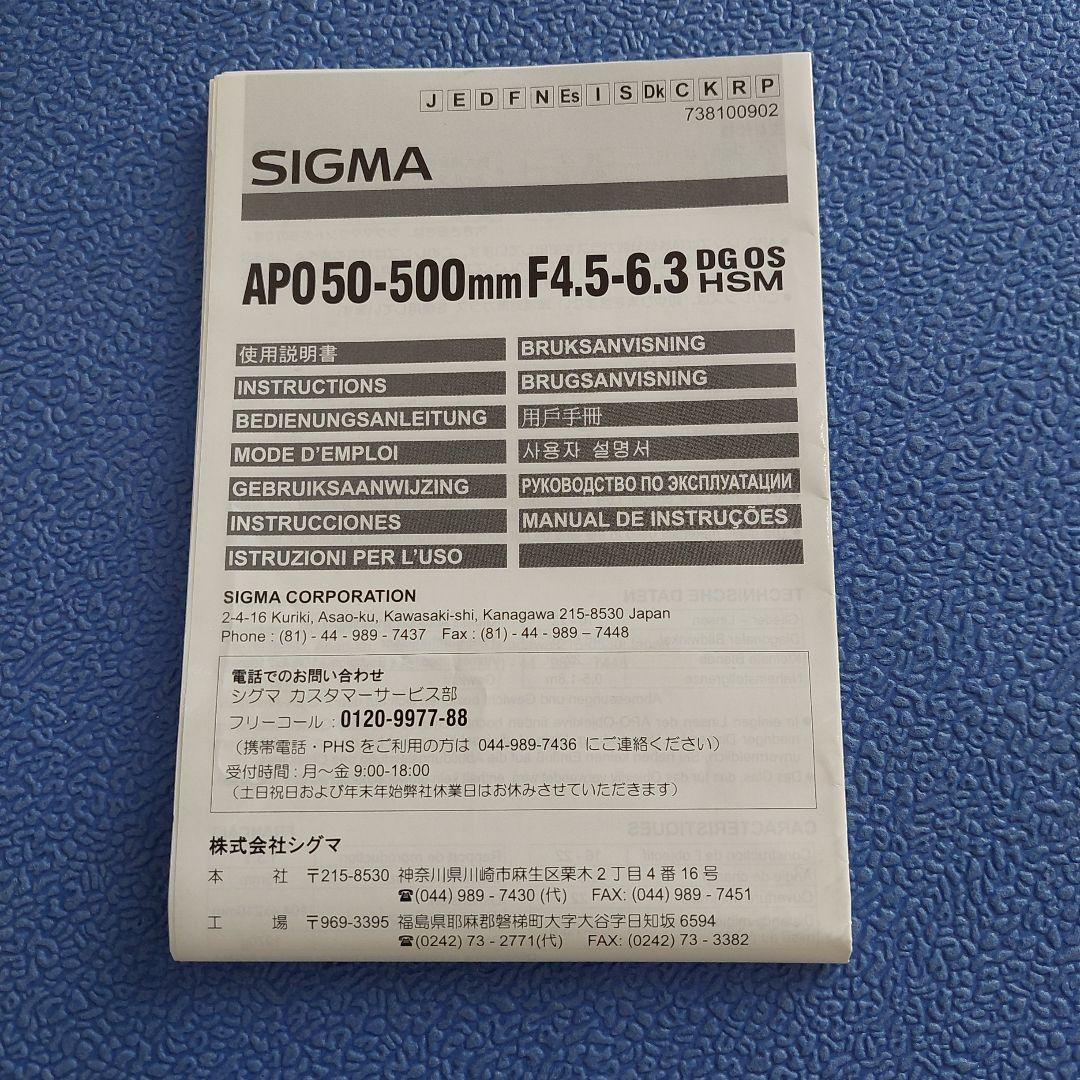 J E D F N Es I S Dk C K R P
738100902
SIGMA
APO 50-500mm F4.5-6.3 DG OS HSM
使用説明書
INSTRUCTIONS
BEDIENUNGSANLEITUNG
MODE D'EMPLOI
GEBRUIKSAANWIJZING
INSTRUCCIONES
ISTRUZIONI PER L'USO
BRUKSANVISNING
BRUGSANVISNING
用戶手冊
사용자 설명서
РУКОВОДСТВО ПО ЭКСПЛУАТАЦИИ
MANUAL DE INSTRUÇÕES
SIGMA CORPORATION
2-4-16 Kuriki, Asao-ku, Kawasaki-shi, Kanagawa 215-8530 Japan
Phone : (81) - 44 - 989 - 7437 Fax : (81) - 44 - 989 – 7448
電話でのお問い合わせ
シグマ カスタマーサービス部
フリーコール : 0120-9977-88
（携帯電話・PHS をご利用の方は 044-989-7436 にご連絡ください）
受付時間 : 月～金 9:00-18:00
（土日祝日および年末年始弊社休業日はお休みさせていただきます）
株式会社シグマ
本 社 〒215-8530 神奈川県川崎市麻生区栗木 2 丁目 4 番 16 号
☎(044) 989 - 7430 (代) FAX: (044) 989 - 7451
工 場 〒969-3395 福島県耶麻郡磐梯町大字大谷字日知坂 6594
☎(0242) 73 - 2771(代) FAX: (0242) 73 - 3382